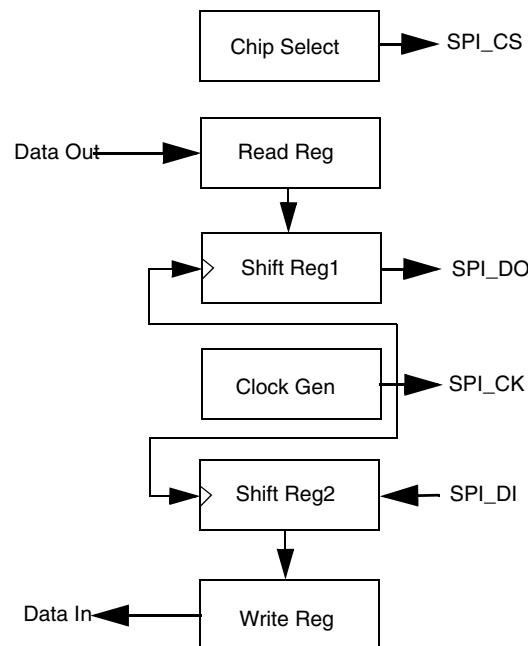 Chip Select
SPI_CS
Data Out
Read Reg
Shift Reg1
SPI_DO
Clock Gen
SPI_CK
Shift Reg2
SPI_DI
Data In
Write Reg